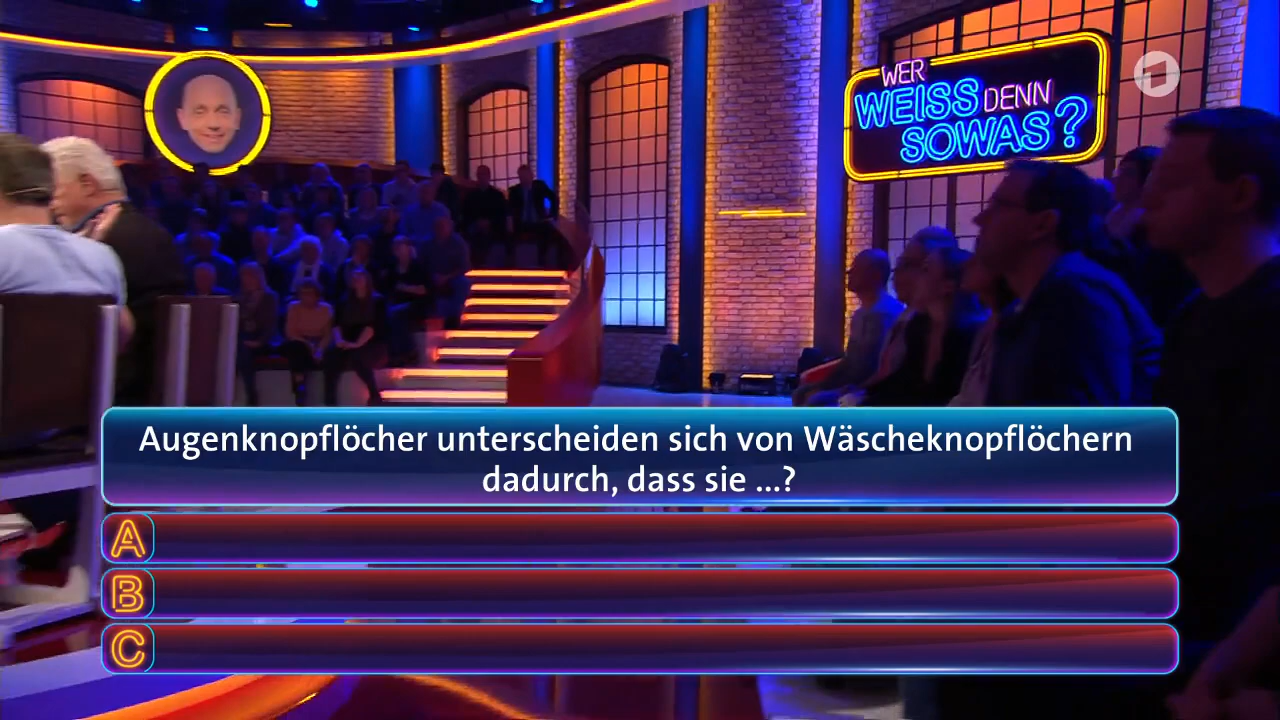 WER
WEISS DENN
SOWAS?
Augenknopflöcher unterscheiden sich von Wäscheknopflöchern
dadurch, dass sie ...?
A
B
C